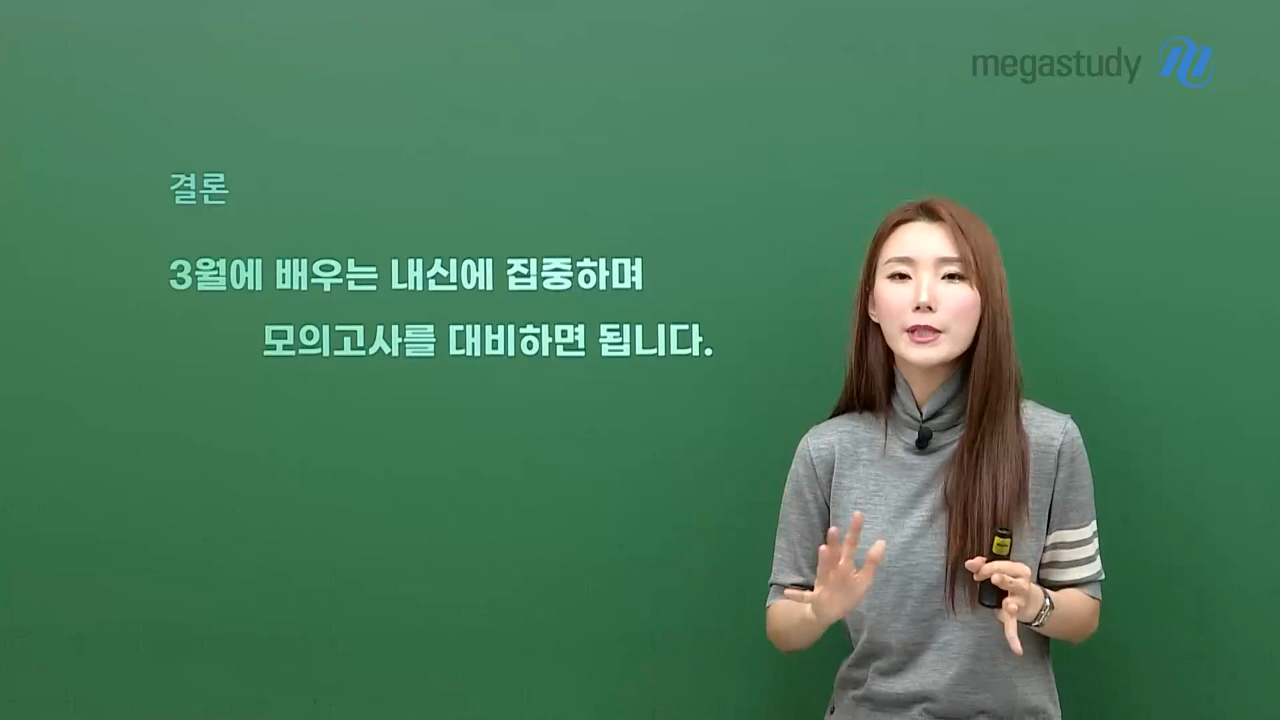 megastudy
결론
3월에 배우는 내신에 집중하며
모의고사를 대비하면 됩니다.